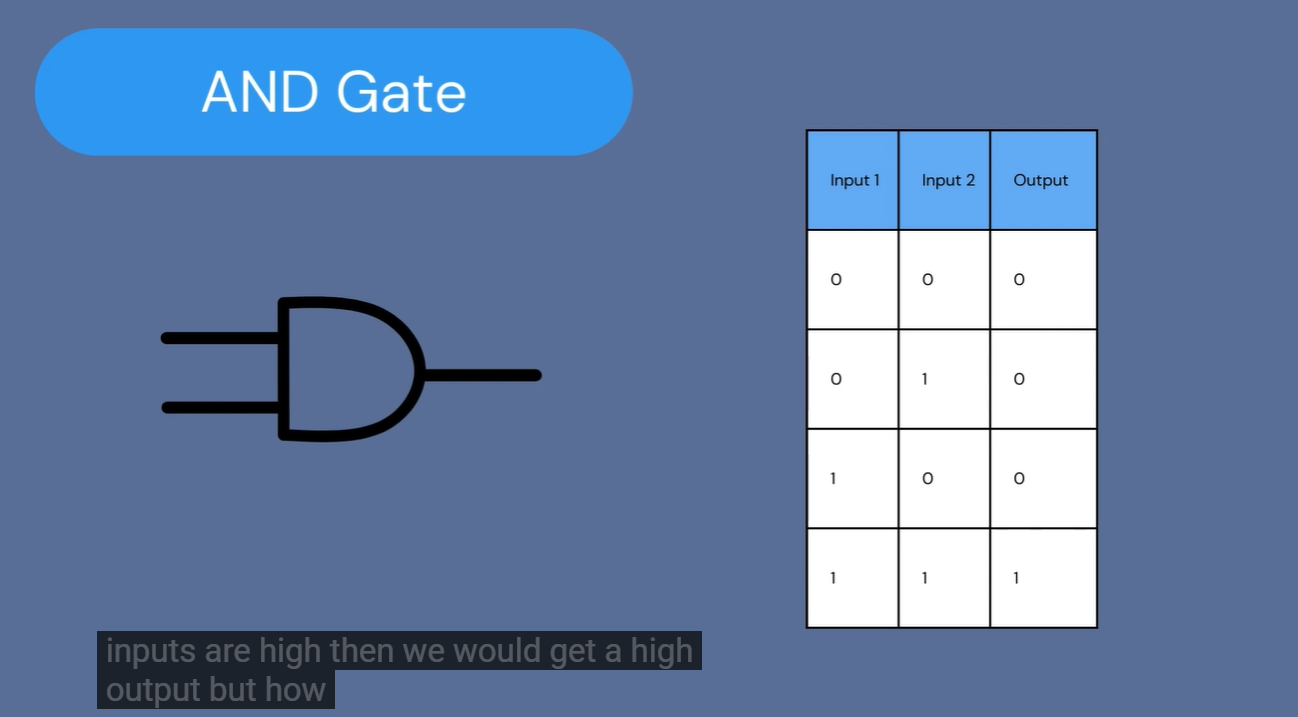 AND Gate
Input 1 Input 2 Output
0 0 0
0 1 0
1 0 0
1 1 1
inputs are high then we would get a high
output but how